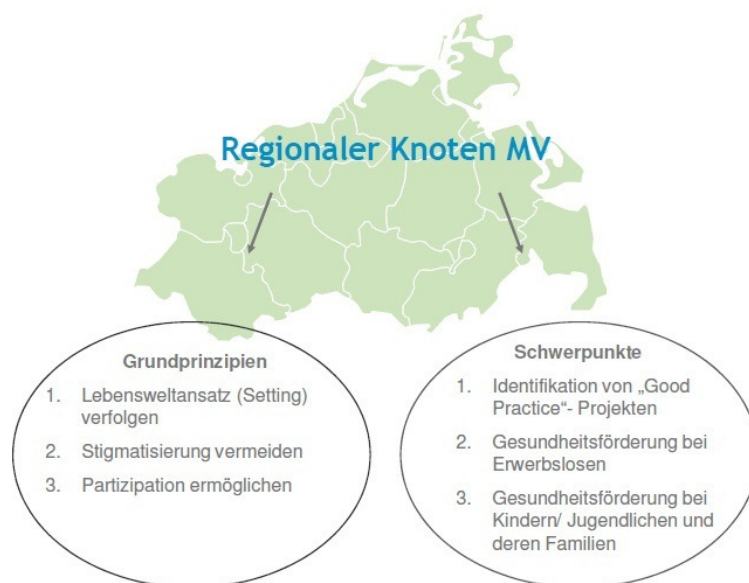 Regionaler Knoten MV
Grundprinzipien
1. Lebensweltansatz (Setting)
verfolgen
2. Stigmatisierung vermeiden
3. Partizipation ermöglichen
Schwerpunkte
1. Identifikation von „Good
Practice“- Projekten
2. Gesundheitsförderung bei
Erwerbslosen
3. Gesundheitsförderung bei
Kindern/ Jugendlichen und
deren Familien